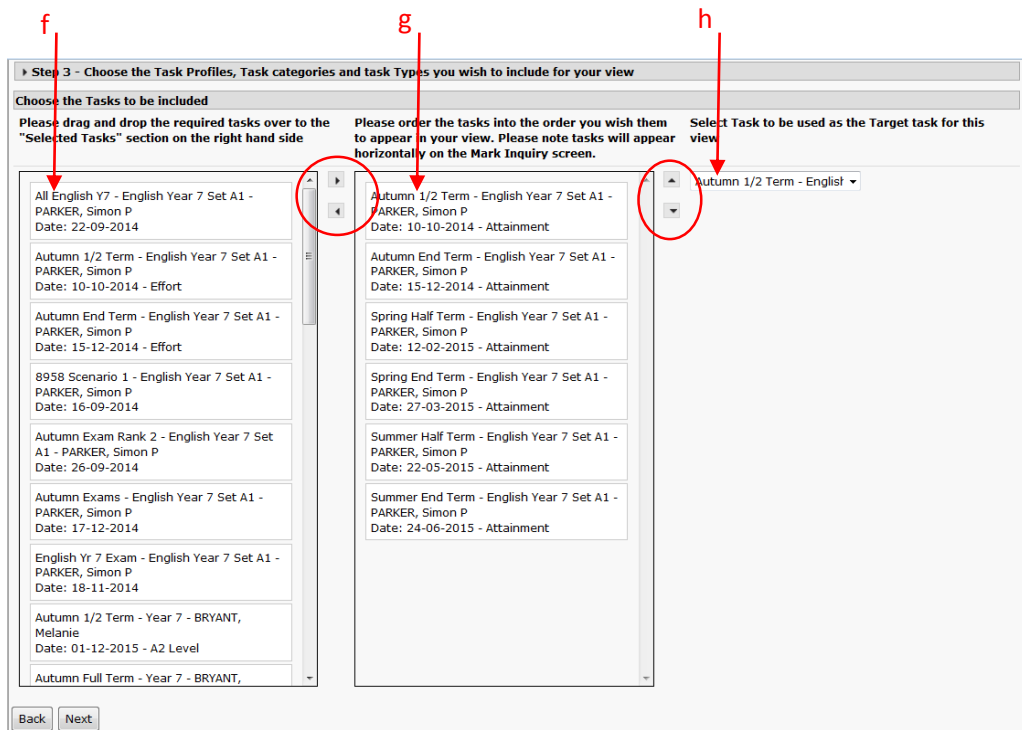 f
g
h
Step 3 - Choose the Task Profiles, Task categories and task Types you wish to include for your view
Choose the Tasks to be included
Please drag and drop the required tasks over to the
"Selected Tasks" section on the right hand side
Please order the tasks into the order you wish them
to appear in your view. Please note tasks will appear
horizontally on the Mark Inquiry screen.
Select Task to be used as the Target task for this
view
All English Y7 - English Year 7 Set A1 -
PARKER, Simon P
Date: 22-09-2014
Autumn 1/2 Term - English Year 7 Set A1 -
PARKER, Simon P
Date: 10-10-2014 - Effort
Autumn End Term - English Year 7 Set A1 -
PARKER, Simon P
Date: 15-12-2014 - Effort
8958 Scenario 1 - English Year 7 Set A1 -
PARKER, Simon P
Date: 16-09-2014
Autumn Exam Rank 2 - English Year 7 Set
A1 - PARKER, Simon P
Date: 26-09-2014
Autumn Exams - English Year 7 Set A1 -
PARKER, Simon P
Date: 17-12-2014
English Yr 7 Exam - English Year 7 Set A1 -
PARKER, Simon P
Date: 18-11-2014
Autumn 1/2 Term - Year 7 - BRYANT,
Melanie
Date: 01-12-2015 - A2 Level
Autumn Full Term - Year 7 - BRYANT,
Autumn 1/2 Term - English Year 7 Set A1 -
PARKER, Simon P
Date: 10-10-2014 - Attainment
Autumn End Term - English Year 7 Set A1 -
PARKER, Simon P
Date: 15-12-2014 - Attainment
Spring Half Term - English Year 7 Set A1 -
PARKER, Simon P
Date: 12-02-2015 - Attainment
Spring End Term - English Year 7 Set A1 -
PARKER, Simon P
Date: 27-03-2015 - Attainment
Summer Half Term - English Year 7 Set A1 -
PARKER, Simon P
Date: 22-05-2015 - Attainment
Summer End Term - English Year 7 Set A1 -
PARKER, Simon P
Date: 24-06-2015 - Attainment
Autumn 1/2 Term - English
Back
Next